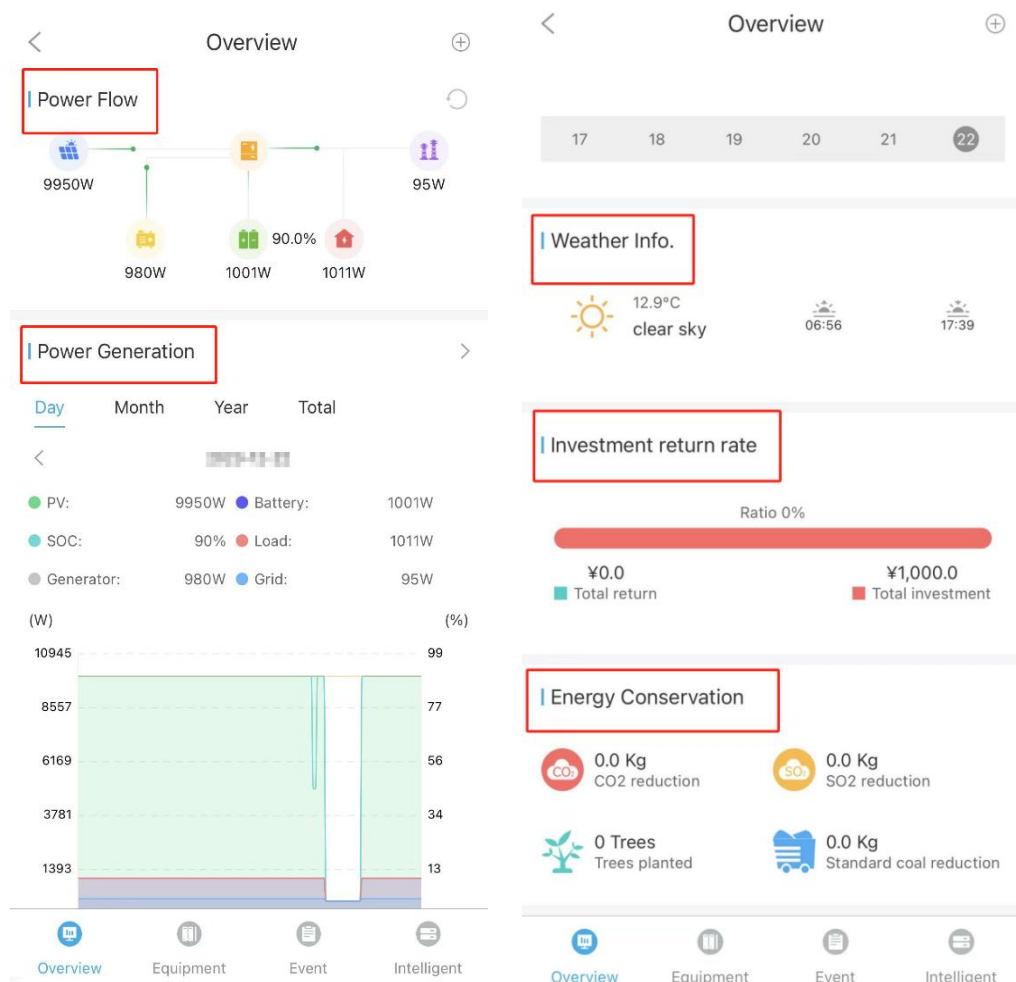 Overview
Power Flow
9950W
95W
90.0%
980W
1001W
1011W
Power Generation
Day Month Year Total
PV: 9950W Battery: 1001W
SOC: 90% Load: 1011W
Generator: 980W Grid: 95W
(W) (%)
10945 99
8557 77
6169 56
3781 34
1393 13
Overview Equipment Event Intelligent
Overview
17 18 19 20 21 22
Weather Info.
12.9°C
clear sky
06:56 17:39
Investment return rate
Ratio 0%
¥0.0 ¥1,000.0
Total return Total investment
Energy Conservation
CO₂ 0.0 Kg SO₂ 0.0 Kg
CO2 reduction SO2 reduction
0 Trees 0.0 Kg
Trees planted Standard coal reduction
Overview Equipment Event Intelligent